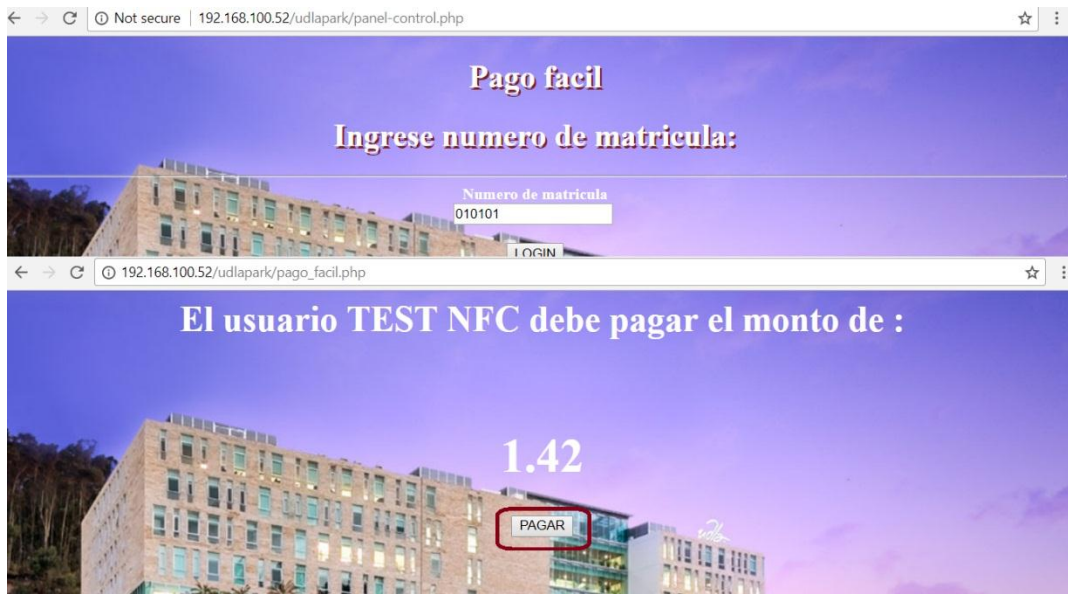 Not secure | 192.168.100.52/udlapark/panel-control.php
Pago facil
Ingrese numero de matricula:
Numero de matricula
010101
LOGIN
192.168.100.52/udlapark/pago_facil.php
El usuario TEST NFC debe pagar el monto de :
1.42
PAGAR
udla